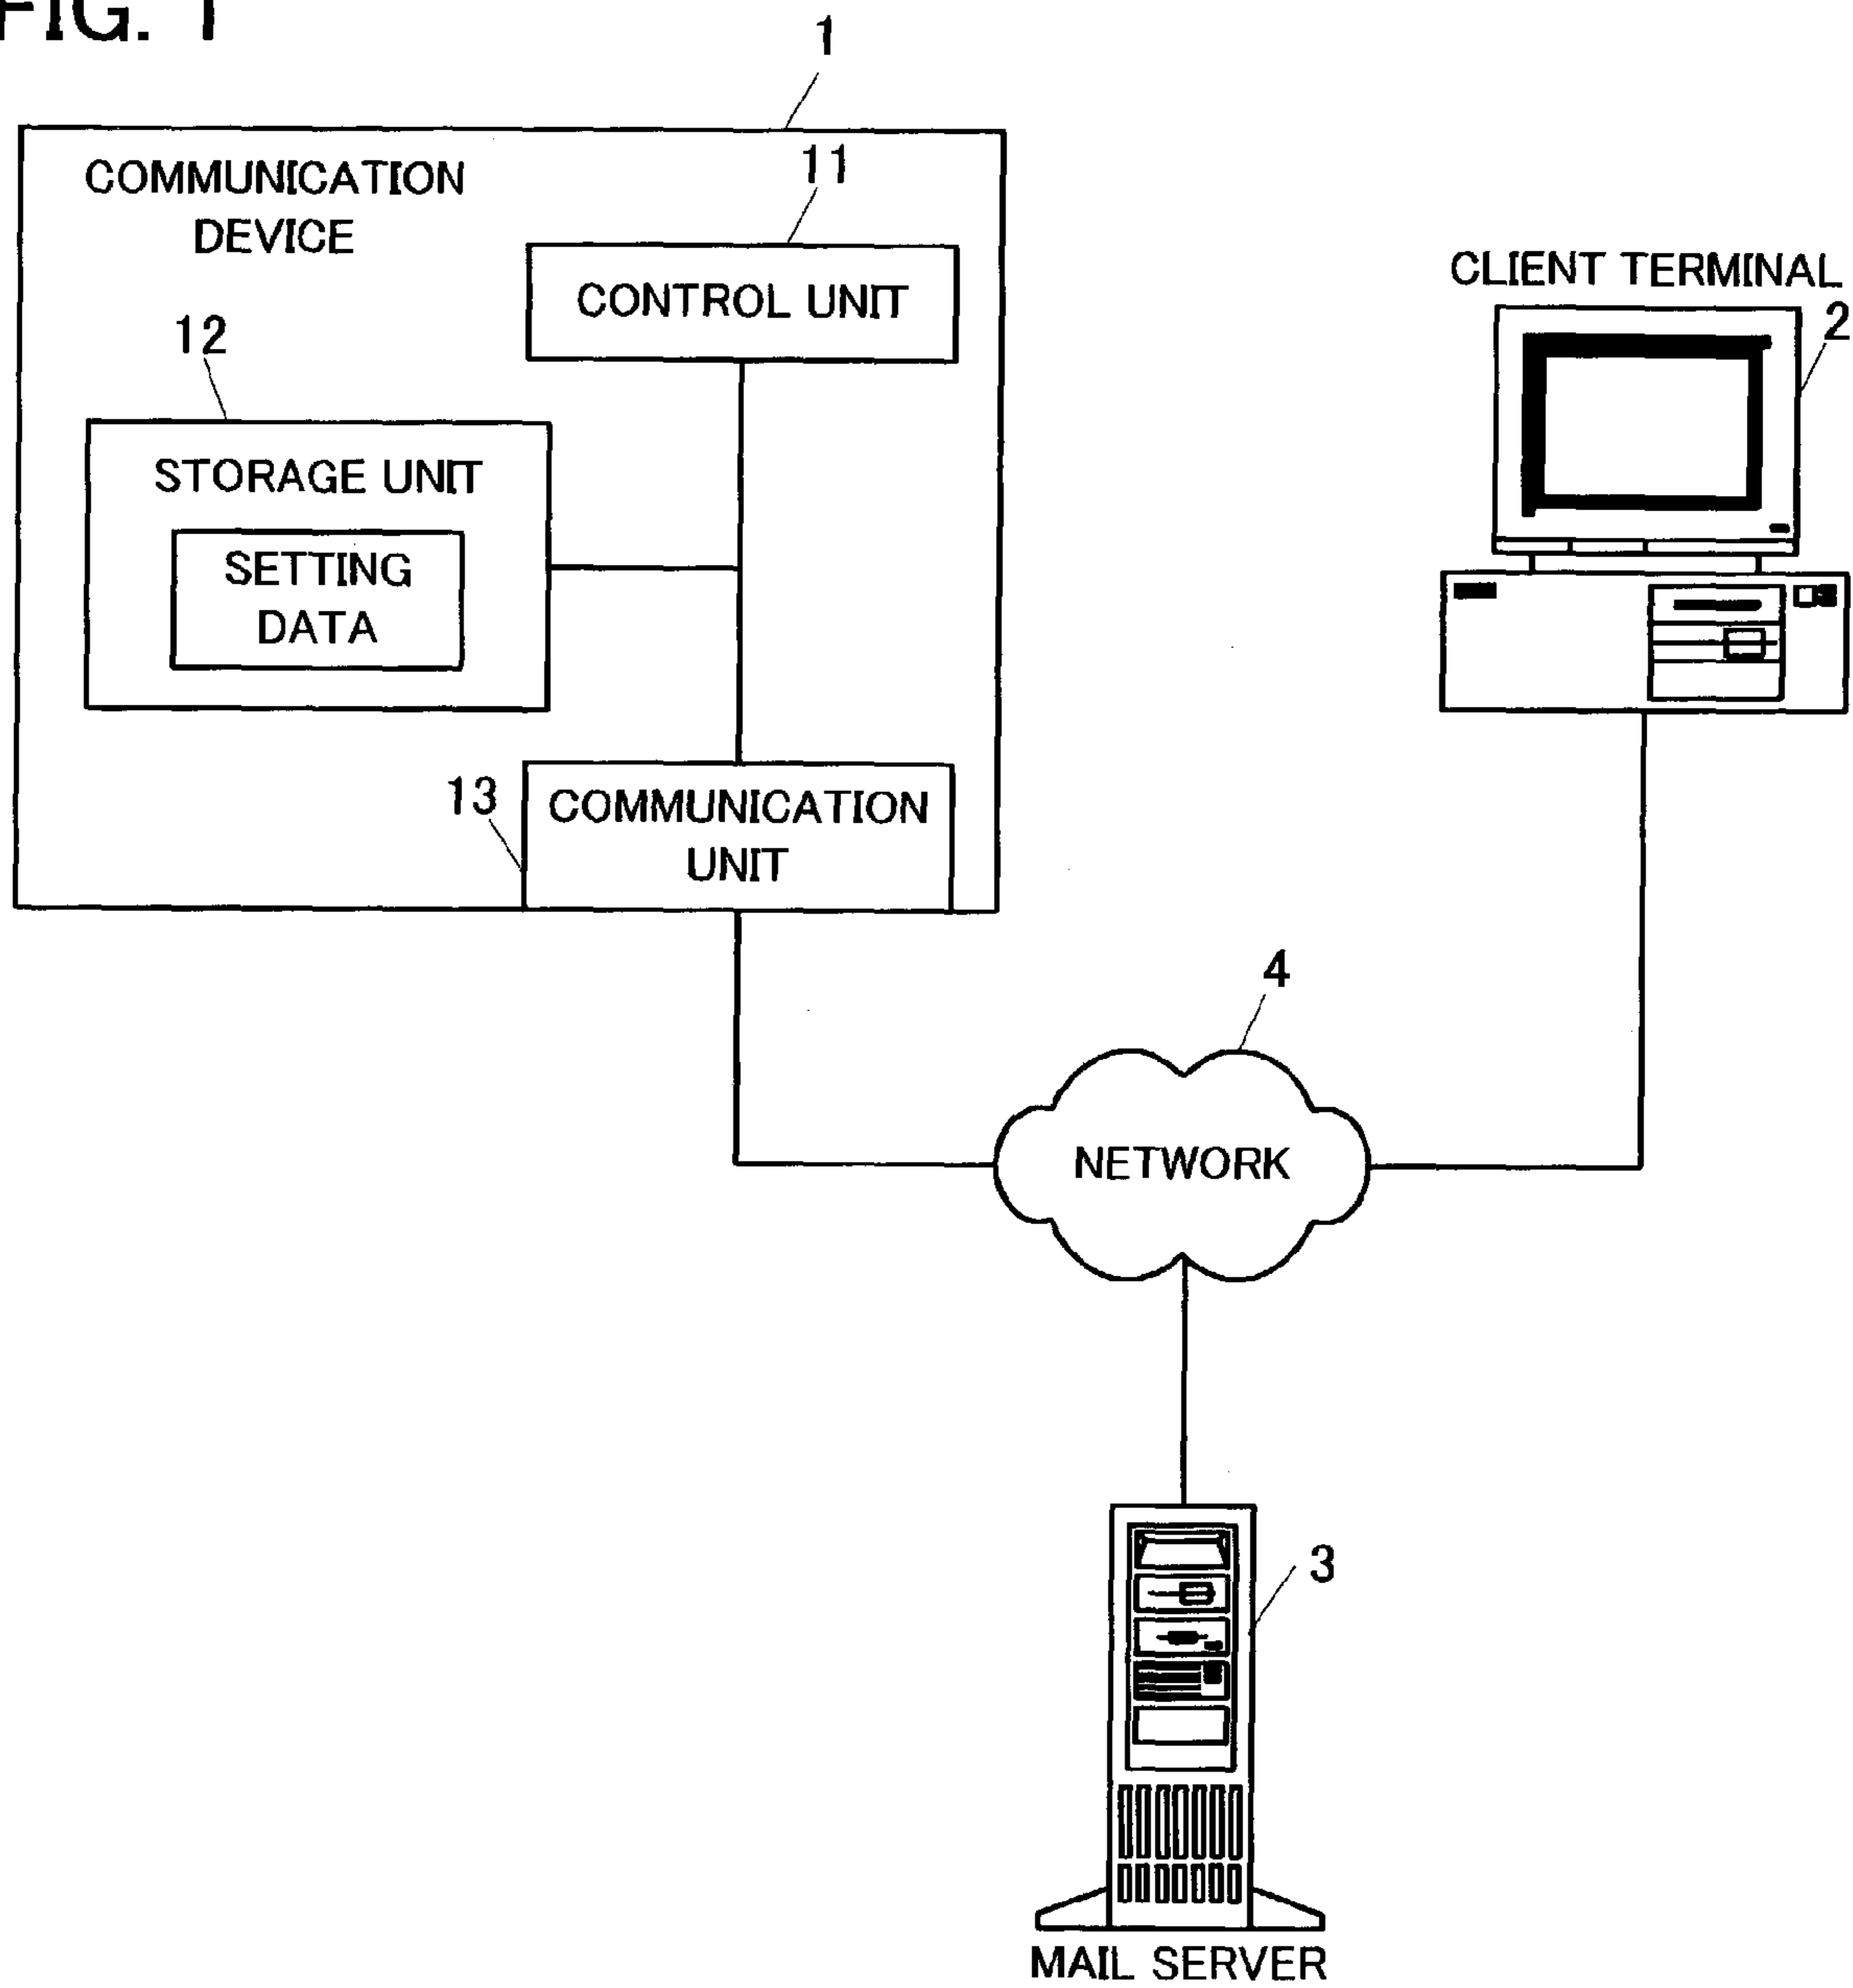 FIG. 1
1
COMMUNICATION
DEVICE
11
CONTROL UNIT
12
STORAGE UNIT
SETTING
DATA
13
COMMUNICATION
UNIT
CLIENT TERMINAL
2
4
NETWORK
3
MAIL SERVER